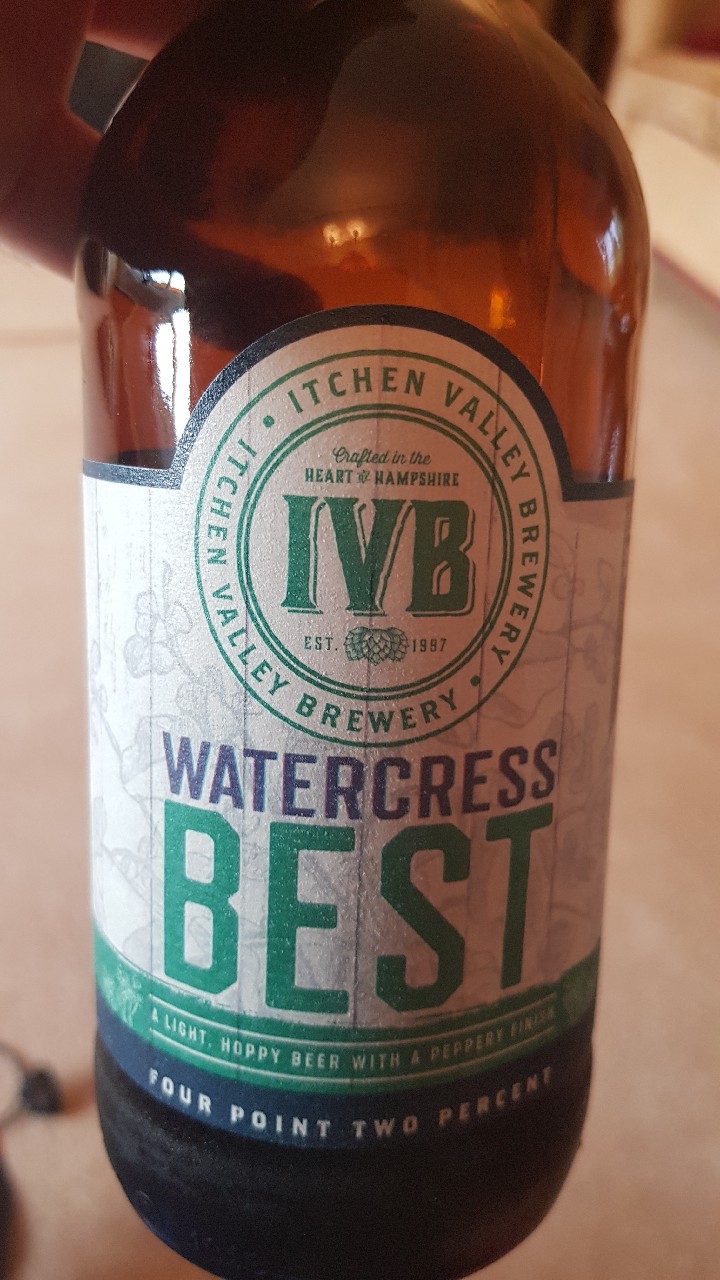 ITCHEN VALLEY BREWERY • ITCHEN VALLEY BREWERY •
Crafted in the
HEART OF HAMPSHIRE
IVB
EST. 1997
WATERCRESS
BEST
A LIGHT, HOPPY BEER WITH A PEPPERY FINISH
FOUR POINT TWO PERCENT